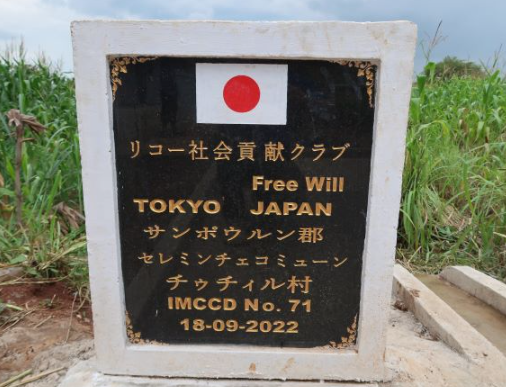 リコー社会貢献クラブ
Free Will
TOKYO JAPAN
サンポウルン郡
セレミンチェコミューン
チゥチィル村
IMCCD No. 71
18-09-2022